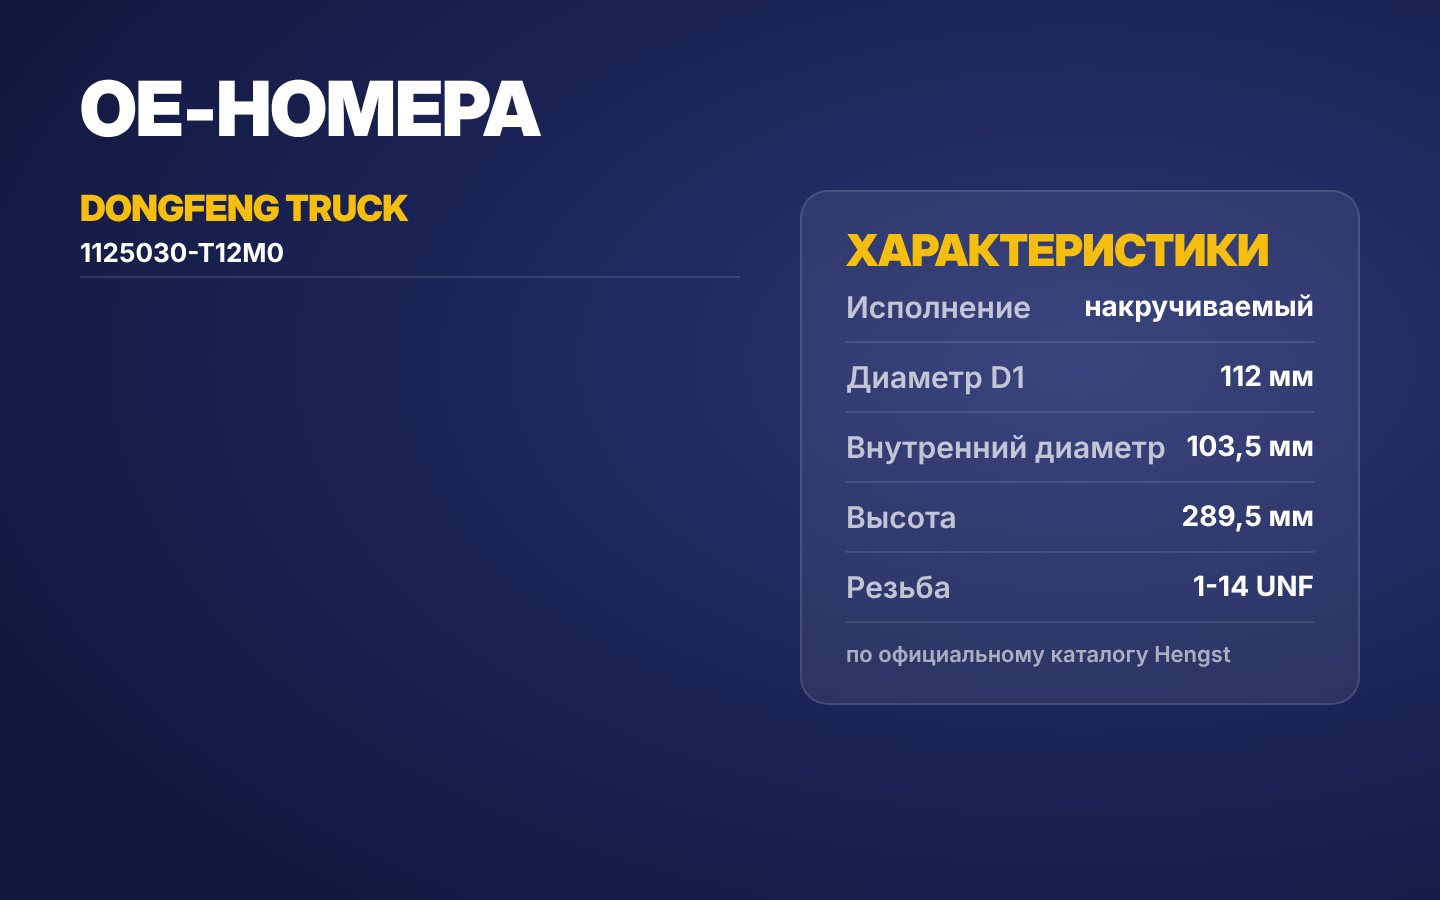 ОЕ-НОМЕРА
DONGFENG TRUCK
1125030-T12M0
ХАРАКТЕРИСТИКИ
Исполнение накручиваемый
Диаметр D1 112 мм
Внутренний диаметр 103,5 мм
Высота 289,5 мм
Резьба 1-14 UNF
по официальному каталогу Hengst